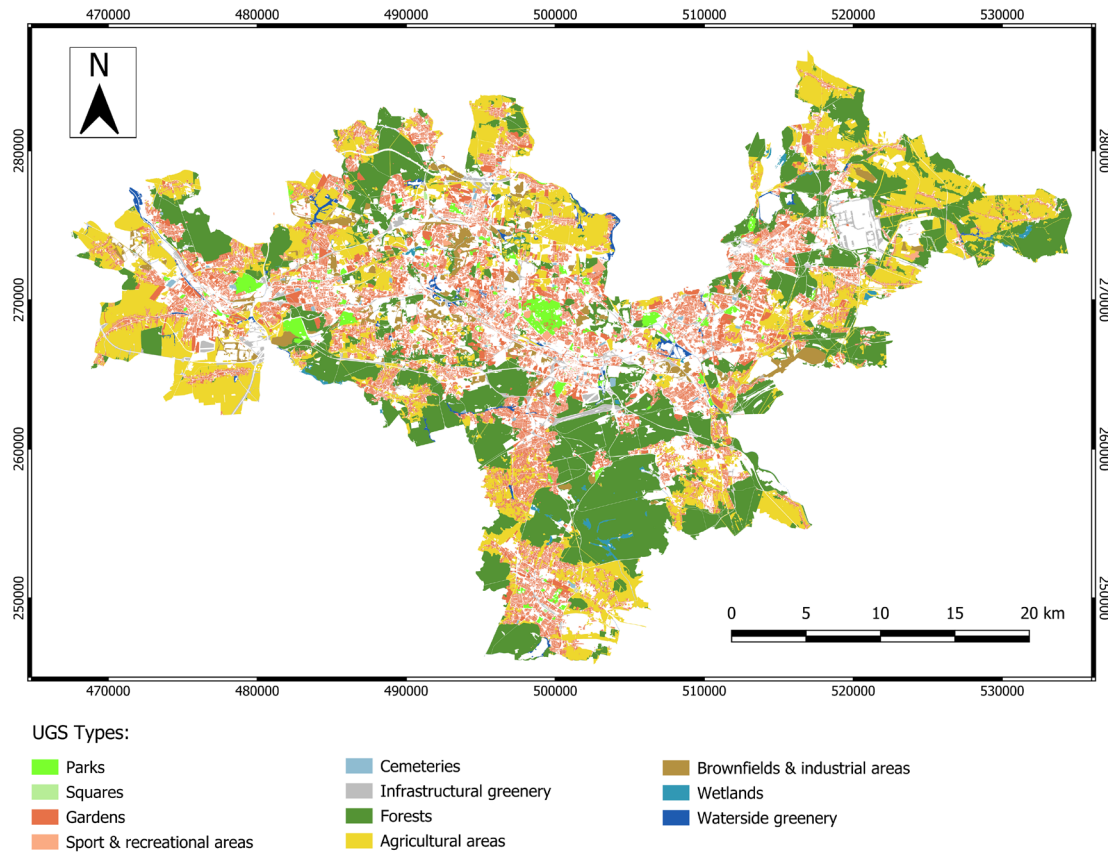 470000 480000 490000 500000 510000 520000 530000
N
280000 280000
270000 270000
260000 260000
250000 250000
0 5 10 15 20 km
470000 480000 490000 500000 510000 520000 530000
UGS Types:
Parks
Squares
Gardens
Sport & recreational areas
Cemeteries
Infrastructural greenery
Forests
Agricultural areas
Brownfields & industrial areas
Wetlands
Waterside greenery